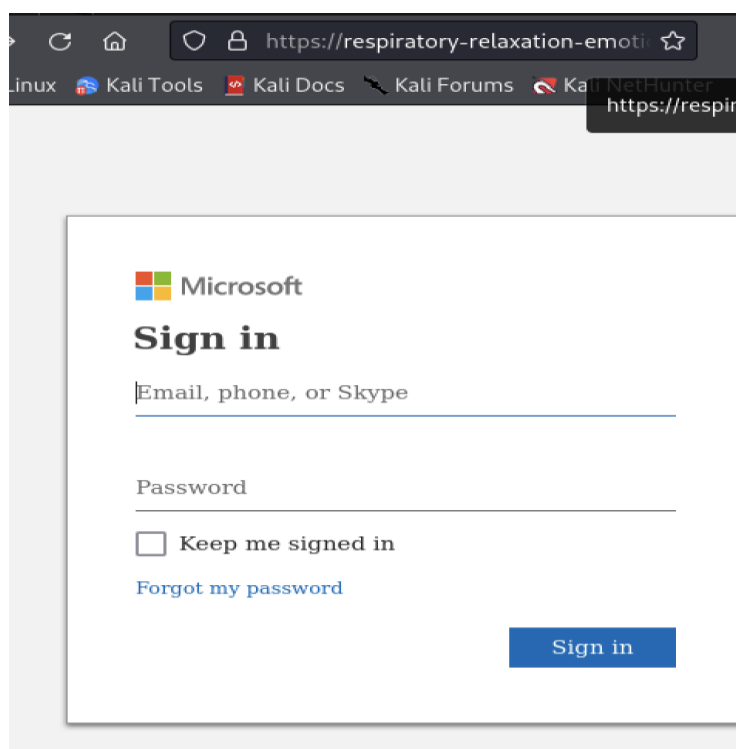 https://respiratory-relaxation-emoti
Linux Kali Tools Kali Docs Kali Forums Kali NetHunter
https://respir
Microsoft
Sign in
Email, phone, or Skype
Password
Keep me signed in
Forgot my password
Sign in